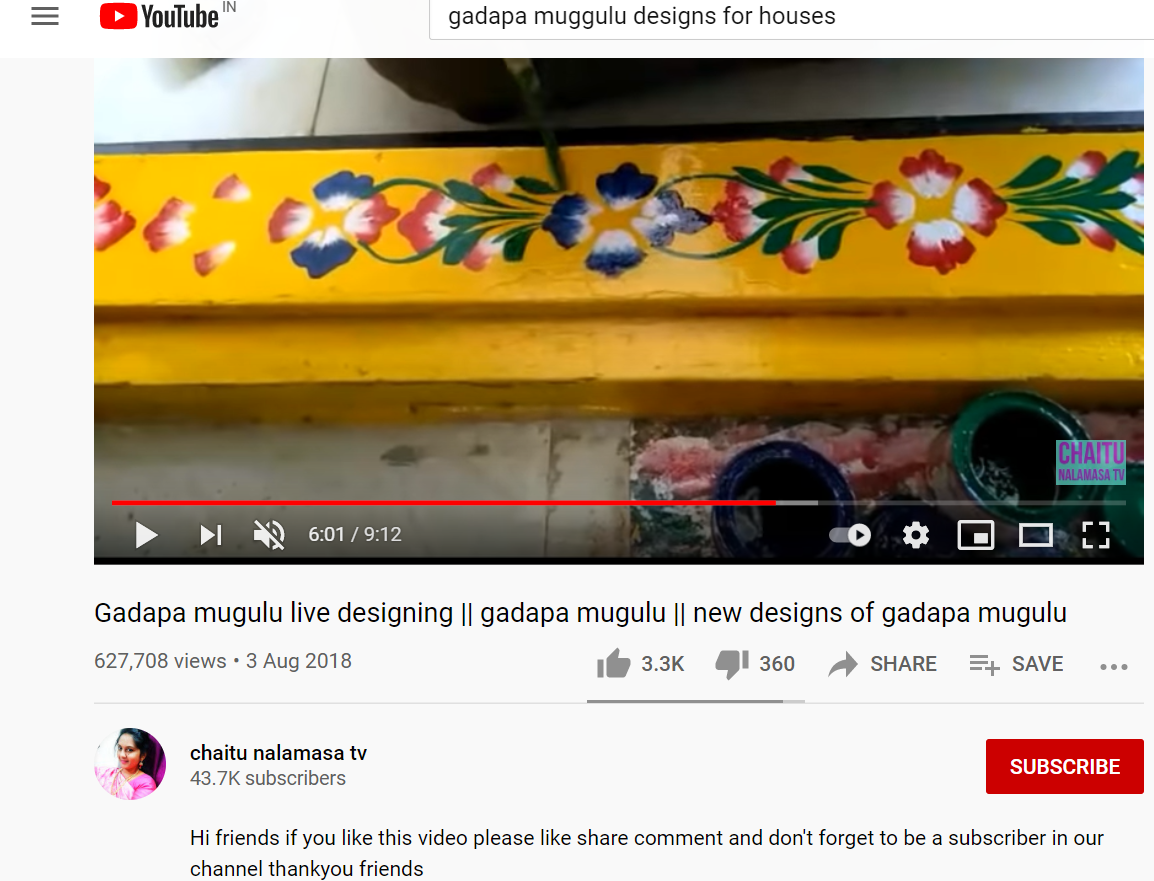 YouTube IN
gadapa muggulu designs for houses
CHAITU
NALAMASA TV
6:01 / 9:12
Gadapa mugulu live designing || gadapa mugulu || new designs of gadapa mugulu
627,708 views • 3 Aug 2018
3.3K
360
SHARE
SAVE
chaitu nalamasa tv
43.7K subscribers
SUBSCRIBE
Hi friends if you like this video please like share comment and don't forget to be a subscriber in our
channel thankyou friends